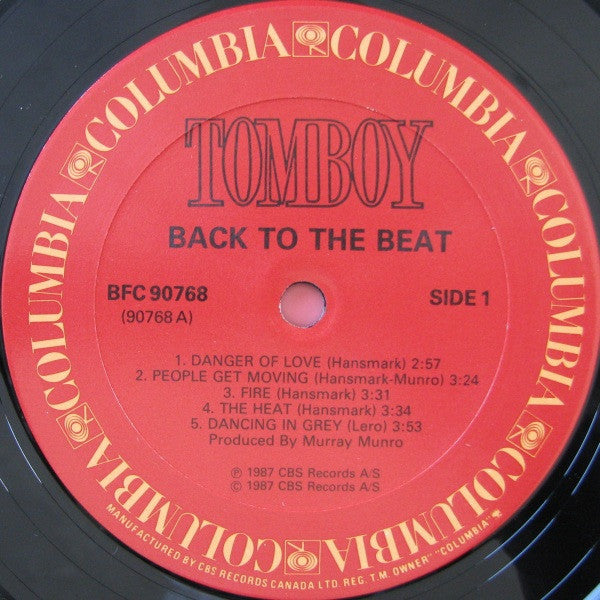 COLUMBIA COLUMBIA COLUMBIA COLUMBIA COLUMBIA COLUMBIA COLUMBIA COLUMBIA
TOMBOY
BACK TO THE BEAT
BFC 90768 SIDE 1
(90768 A)
1. DANGER OF LOVE (Hansmark) 2:57
2. PEOPLE GET MOVING (Hansmark-Munro) 3:24
3. FIRE (Hansmark) 3:31
4. THE HEAT (Hansmark) 3:34
5. DANCING IN GREY (Lero) 3:53
Produced By Murray Munro
℗ 1987 CBS Records A/S
© 1987 CBS Records A/S
MANUFACTURED BY CBS RECORDS CANADA LTD. REG. T.M. OWNER "COLUMBIA"